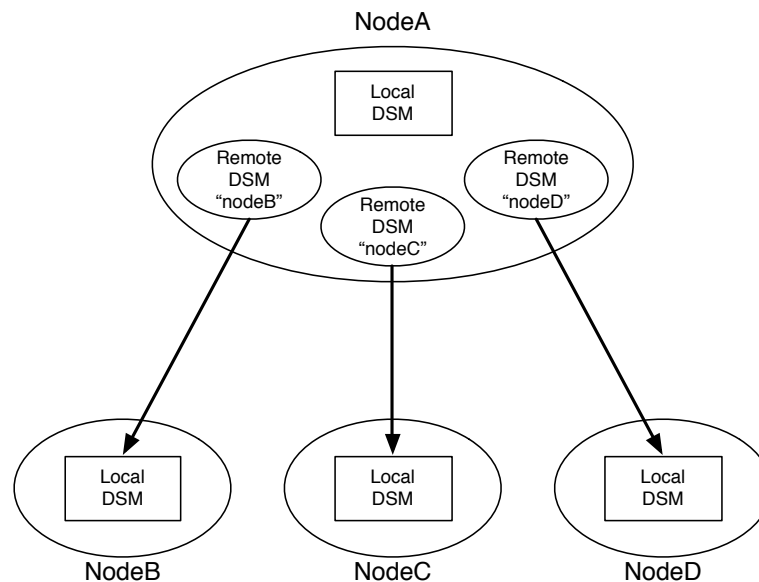 NodeA
Local
DSM
Remote
DSM
“nodeB”
Remote
DSM
“nodeC”
Remote
DSM
“nodeD”
Local
DSM
Local
DSM
Local
DSM
NodeB
NodeC
NodeD